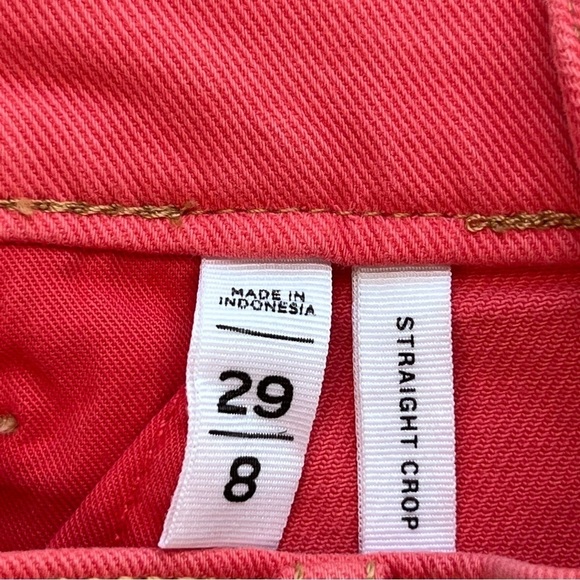 MADE IN
INDONESIA
29
8
STRAIGHT CROP